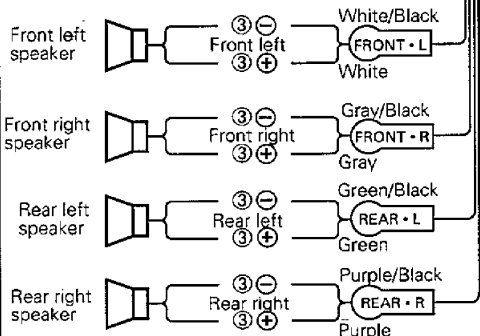 Front left
speaker
③ ⊖
Front left
③ ⊕
White/Black
FRONT • L
White
Front right
speaker
③ ⊖
Front right
③ ⊕
Gray/Black
FRONT • R
Gray
Rear left
speaker
③ ⊖
Rear left
③ ⊕
Green/Black
REAR • L
Green
Rear right
speaker
③ ⊖
Rear right
③ ⊕
Purple/Black
REAR • R
Purple